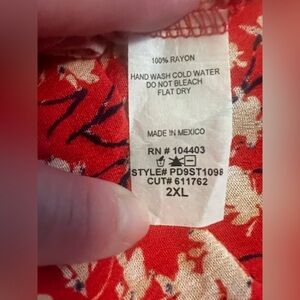 100% RAYON
HAND WASH COLD WATER
DO NOT BLEACH
FLAT DRY
MADE IN MEXICO
RN # 104403
STYLE# PD9ST1098
CUT# 611762
2XL